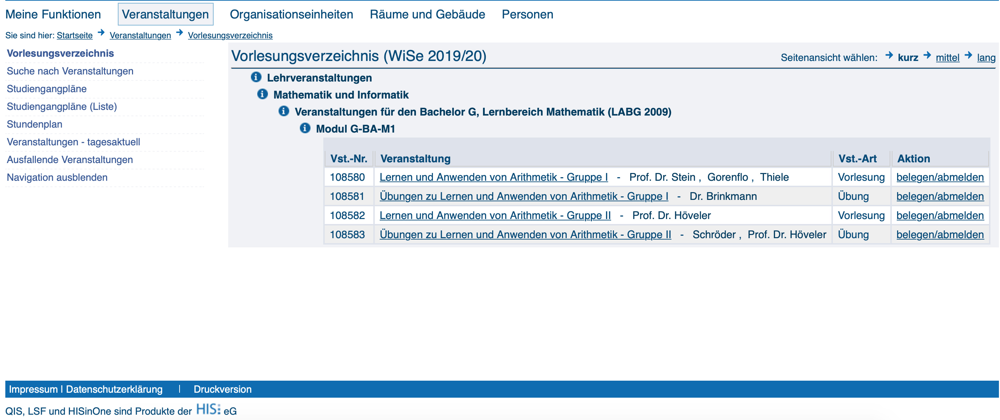 Meine Funktionen Veranstaltungen Organisationseinheiten Räume und Gebäude Personen
Sie sind hier: Startseite Veranstaltungen Vorlesungsverzeichnis
Vorlesungsverzeichnis
Suche nach Veranstaltungen
Studiengangpläne
Studiengangpläne (Liste)
Stundenplan
Veranstaltungen - tagesaktuell
Ausfallende Veranstaltungen
Navigation ausblenden
Vorlesungsverzeichnis (WiSe 2019/20) Seitenansicht wählen: kurz mittel lang
Lehrveranstaltungen
Mathematik und Informatik
Veranstaltungen für den Bachelor G, Lernbereich Mathematik (LABG 2009)
Modul G-BA-M1
Vst.-Nr. Veranstaltung Vst.-Art Aktion
108580 Lernen und Anwenden von Arithmetik - Gruppe I - Prof. Dr. Stein , Gorenflo , Thiele Vorlesung belegen/abmelden
108581 Übungen zu Lernen und Anwenden von Arithmetik - Gruppe I - Dr. Brinkmann Übung belegen/abmelden
108582 Lernen und Anwenden von Arithmetik - Gruppe II - Prof. Dr. Höveler Vorlesung belegen/abmelden
108583 Übungen zu Lernen und Anwenden von Arithmetik - Gruppe II - Schröder , Prof. Dr. Höveler Übung belegen/abmelden
Impressum I Datenschutzerklärung | Druckversion
QIS, LSF und HISinOne sind Produkte der HIS eG